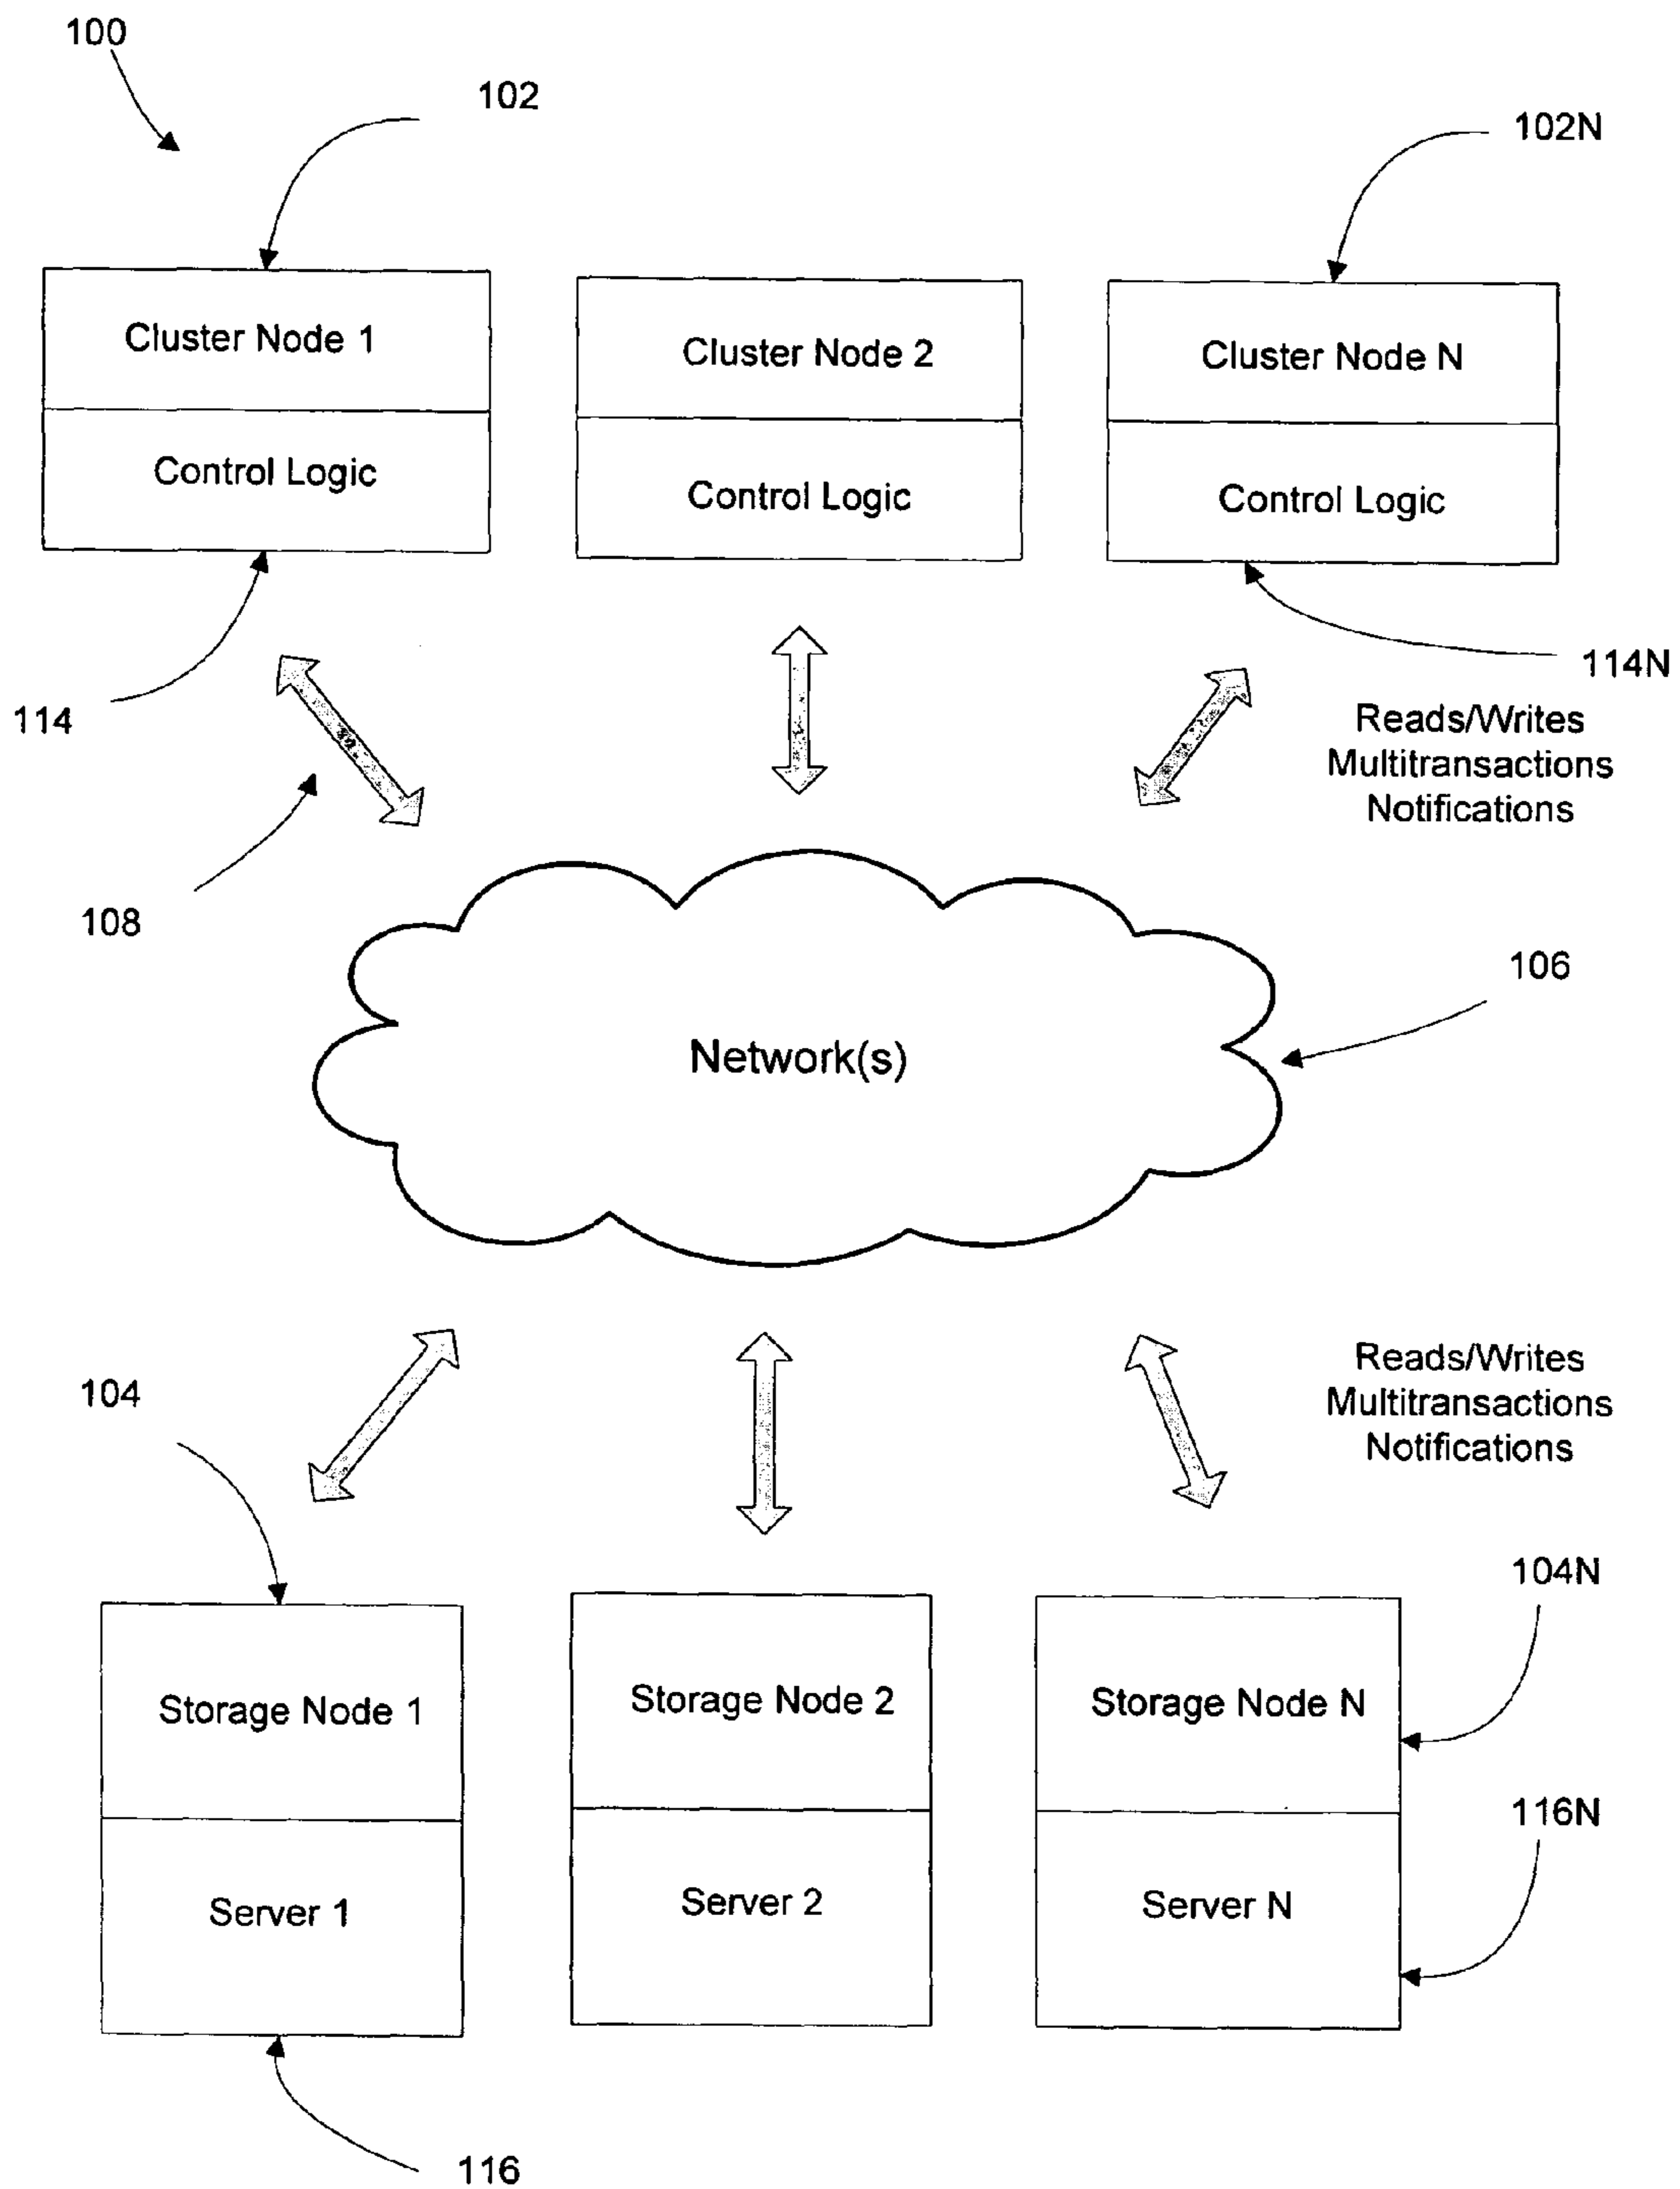 100
102
102N
Cluster Node 1
Control Logic
Cluster Node 2
Control Logic
Cluster Node N
Control Logic
114
114N
Reads/Writes
Multitransactions
Notifications
108
106
Network(s)
104
Reads/Writes
Multitransactions
Notifications
104N
Storage Node 1
Server 1
Storage Node 2
Server 2
Storage Node N
Server N
116N
116